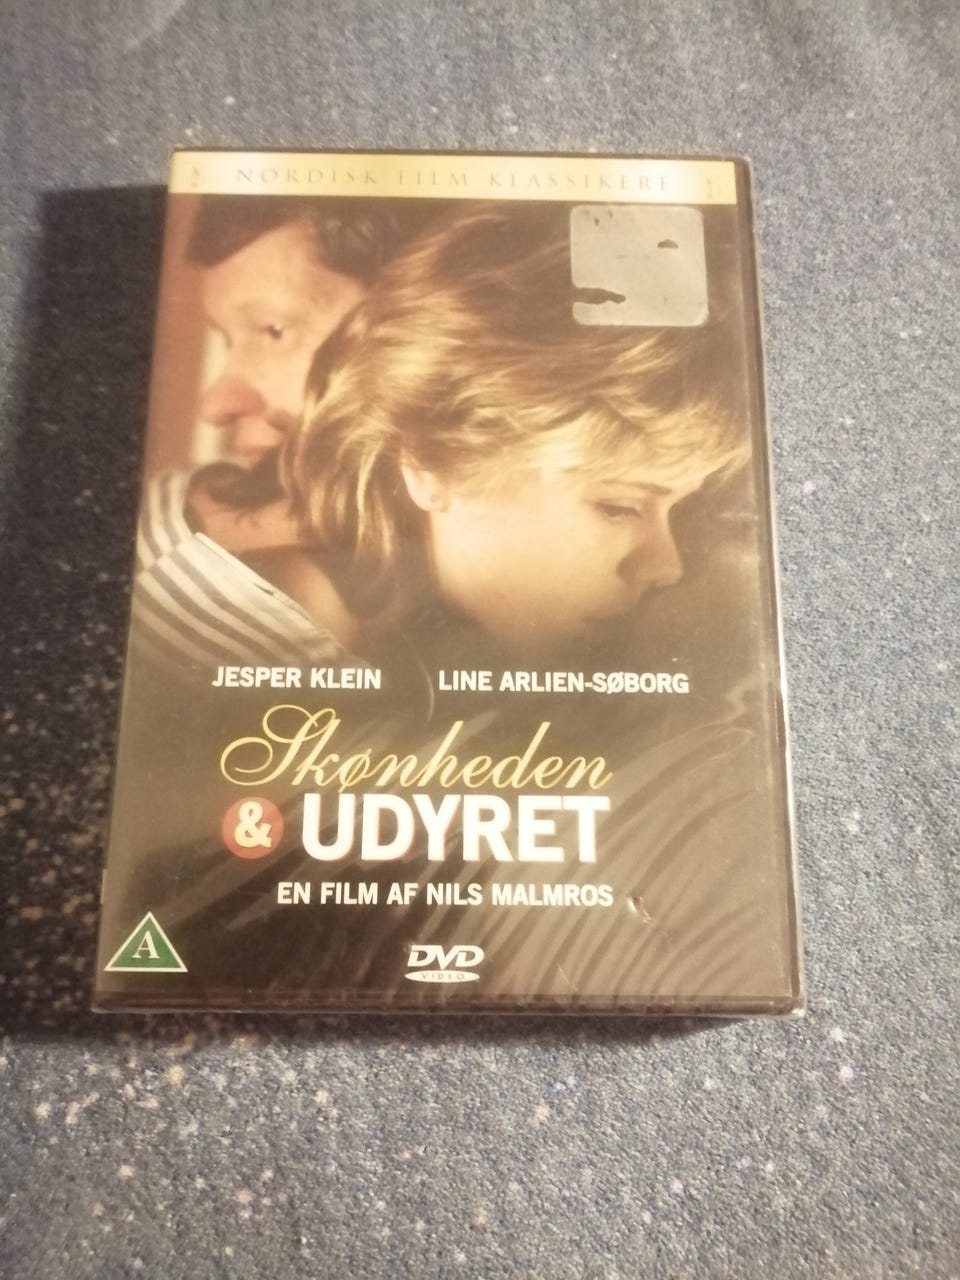 NORDISK FILM KLASSIKERE
JESPER KLEIN LINE ARLIEN-SØBORG
Skønheden
& UDYRET
EN FILM AF NILS MALMROS
A
DVD
VIDEO